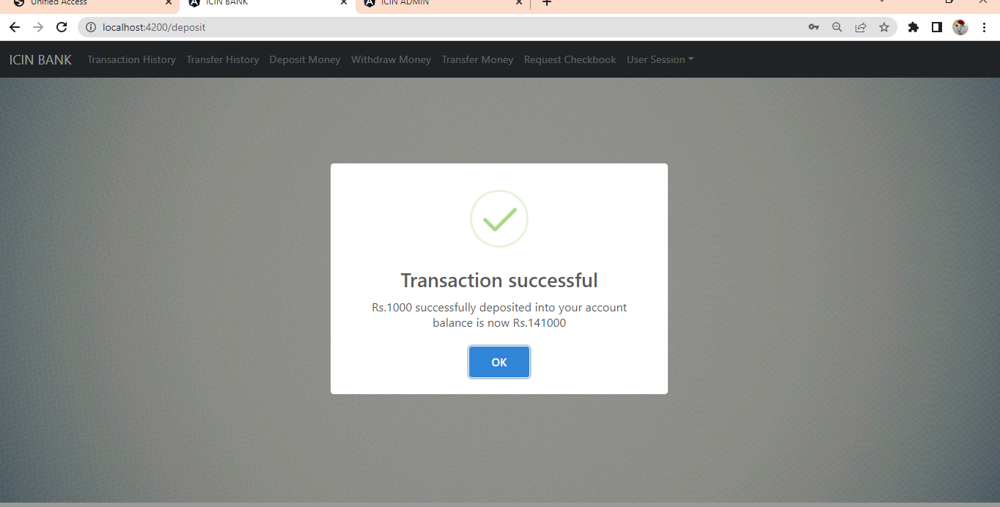 Unified Access
ICIN BANK
ICIN ADMIN
localhost:4200/deposit
ICIN BANK Transaction History Transfer History Deposit Money Withdraw Money Transfer Money Request Checkbook User Session
Transaction successful
Rs.1000 successfully deposited into your account
balance is now Rs.141000
OK